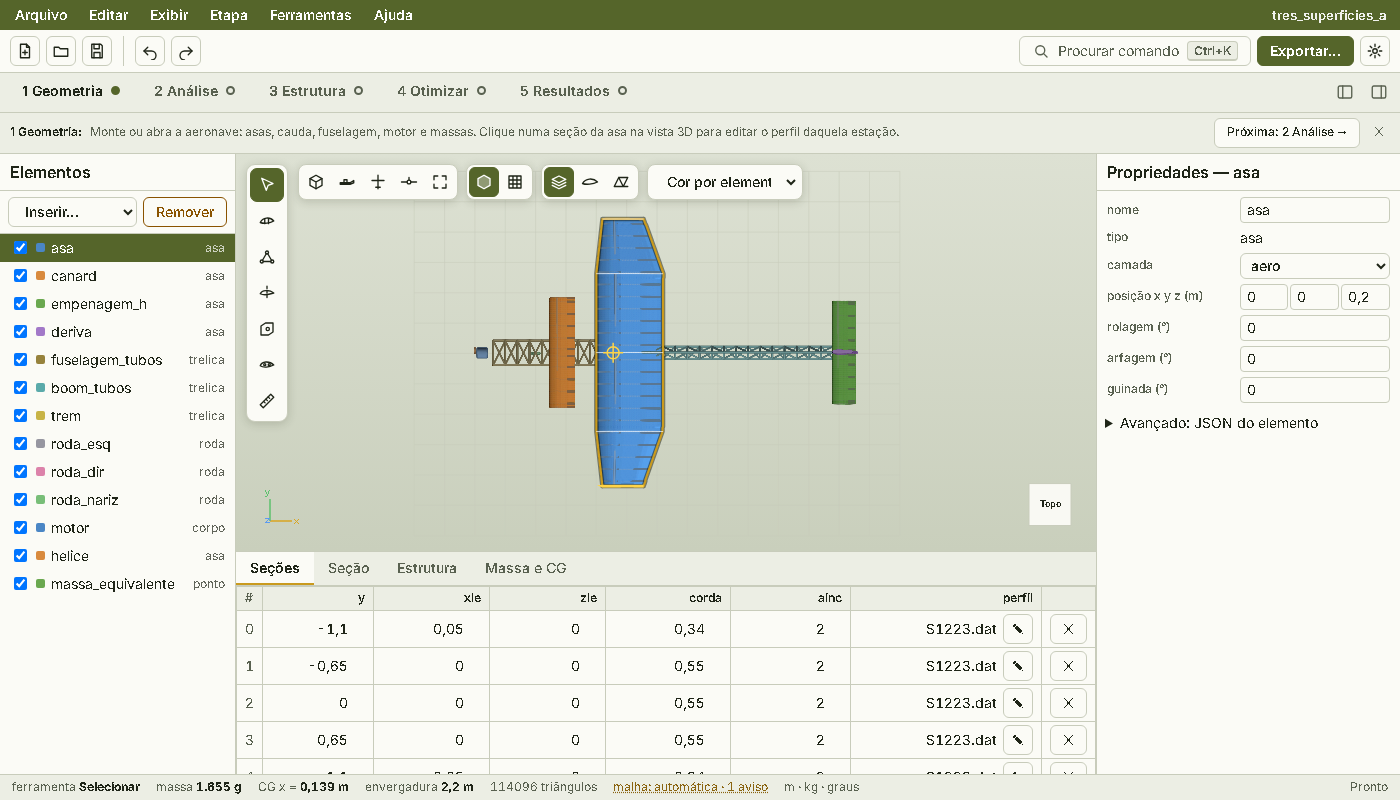 Arquivo Editar Exibir Etapa Ferramentas Ajuda tres_superficies_a
Procurar comando Ctrl+K Exportar...
1 Geometria 2 Análise 3 Estrutura 4 Otimizar 5 Resultados
1 Geometria: Monte ou abra a aeronave: asas, cauda, fuselagem, motor e massas. Clique numa seção da asa na vista 3D para editar o perfil daquela estação. Próxima: 2 Análise →
Elementos
Inserir... Remover
asa asa
canard asa
empenagem_h asa
deriva asa
fuselagem_tubos trelica
boom_tubos trelica
trem trelica
roda_esq roda
roda_dir roda
roda_nariz roda
motor corpo
helice asa
massa_equivalente ponto
Cor por element
y
z x
Topo
Seções Seção Estrutura Massa e CG
# y xle zle corda ainc perfil
0 -1,1 0,05 0 0,34 2 S1223.dat
1 -0,65 0 0 0,55 2 S1223.dat
2 0 0 0 0,55 2 S1223.dat
3 0,65 0 0 0,55 2 S1223.dat
Propriedades — asa
nome asa
tipo asa
camada aero
posição x y z (m) 0 0 0,2
rolagem (°) 0
arfagem (°) 0
guinada (°) 0
Avançado: JSON do elemento
ferramenta Selecionar massa 1.655 g CG x = 0,139 m envergadura 2,2 m 114096 triângulos malha: automática · 1 aviso m · kg · graus Pronto